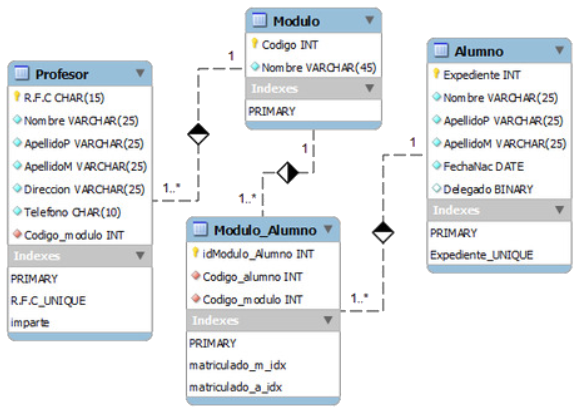 Modulo
Codigo INT
Nombre VARCHAR(45)
Indexes
PRIMARY
1
1
Profesor
R.F.C CHAR(15)
Nombre VARCHAR(25)
ApellidoP VARCHAR(25)
ApellidoM VARCHAR(25)
Direccion VARCHAR(25)
Telefono CHAR(10)
Codigo_modulo INT
Indexes
PRIMARY
R.F.C_UNIQUE
imparte
1..*
Alumno
Expediente INT
Nombre VARCHAR(25)
ApellidoP VARCHAR(25)
ApellidoM VARCHAR(25)
FechaNac DATE
Delegado BINARY
Indexes
PRIMARY
Expediente_UNIQUE
1
1..*
Modulo_Alumno
idModulo_Alumno INT
Codigo_alumno INT
Codigo_modulo INT
Indexes
PRIMARY
matriculado_m_idx
matriculado_a_idx
1..*